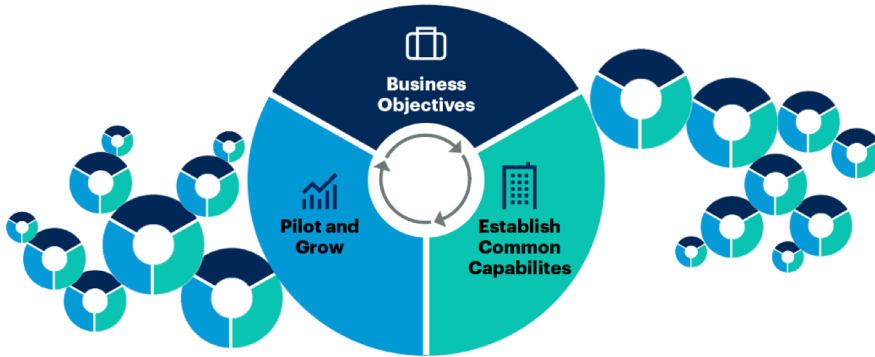 Business
Objectives
Pilot and
Grow
Establish
Common
Capabilites